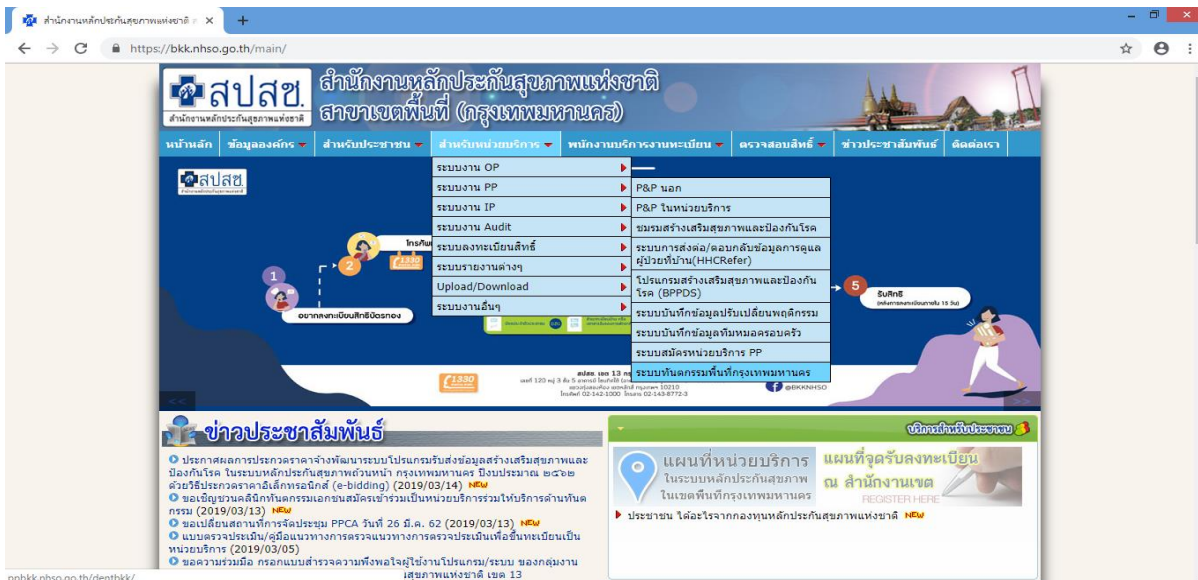 สำนักงานหลักประกันสุขภาพแห่งชาติ
https://bkk.nhso.go.th/main/
สปสช.
สำนักงานหลักประกันสุขภาพแห่งชาติ
สำนักงานหลักประกันสุขภาพแห่งชาติ
สาขาเขตพื้นที่ (กรุงเทพมหานคร)
หน้าหลัก ข้อมูลองค์กร สำหรับประชาชน สำหรับหน่วยบริการ พนักงานบริการงานทะเบียน ตรวจสอบสิทธิ์ ข่าวประชาสัมพันธ์ ติดต่อเรา
สปสช.
ระบบงาน OP
ระบบงาน PP
ระบบงาน IP
ระบบงาน Audit
ระบบลงทะเบียนสิทธิ์
ระบบรายงานต่างๆ
Upload/Download
ระบบงานอื่นๆ
P&P นอก
P&P ในหน่วยบริการ
ชมรมสร้างเสริมสุขภาพและป้องกันโรค
ระบบการส่งต่อ/ตอบกลับข้อมูลการดูแล
ผู้ป่วยที่บ้าน(HHCRefer)
โปรแกรมสร้างเสริมสุขภาพและป้องกัน
โรค (BPPDS)
ระบบบันทึกข้อมูลปรับเปลี่ยนพฤติกรรม
ระบบบันทึกข้อมูลทีมหมอครอบครัว
ระบบสมัครหน่วยบริการ PP
ระบบทันตกรรมพื้นที่กรุงเทพมหานคร
1
2
1330
อยากลงทะเบียนสิทธิบัตรทอง
5
รับสิทธิ
(หลังการลงทะเบียนภายใน 15 วัน)
1330
โทรศัพท์ 02-142-1000 โทรสาร 02-143-8772-3
@BKKNHSO
<<
>>
ข่าวประชาสัมพันธ์
ประกาศผลการประกวดราคาจ้างพัฒนาระบบโปรแกรมรับส่งข้อมูลสร้างเสริมสุขภาพและ
ป้องกันโรค ในระบบหลักประกันสุขภาพถ้วนหน้า กรุงเทพมหานคร ปีงบประมาณ ๒๕๖๒
ด้วยวิธีประกวดราคาอิเล็กทรอนิกส์ (e-bidding) (2019/03/14) NEW
ขอเชิญชวนคลินิกทันตกรรมเอกชนสมัครเข้าร่วมเป็นหน่วยบริการร่วมให้บริการด้านทันต
กรรม (2019/03/13) NEW
ขอเปลี่ยนสถานที่การจัดประชุม PPCA วันที่ 26 มี.ค. 62 (2019/03/13) NEW
แบบตรวจประเมิน/คู่มือแนวทางการตรวจแนวทางการตรวจประเมินเพื่อขึ้นทะเบียนเป็น
หน่วยบริการ (2019/03/05)
ขอความร่วมมือ กรอกแบบสำรวจความพึงพอใจผู้ใช้งานโปรแกรม/ระบบ ของกลุ่มงาน
สุขภาพแห่งชาติ เขต 13
บริการสำหรับประชาชน
แผนที่หน่วยบริการ
ในระบบหลักประกันสุขภาพ
ในเขตพื้นที่กรุงเทพมหานคร
แผนที่จุดรับลงทะเบียน
ณ สำนักงานเขต
REGISTER HERE
ประชาชน ได้อะไรจากกองทุนหลักประกันสุขภาพแห่งชาติ NEW